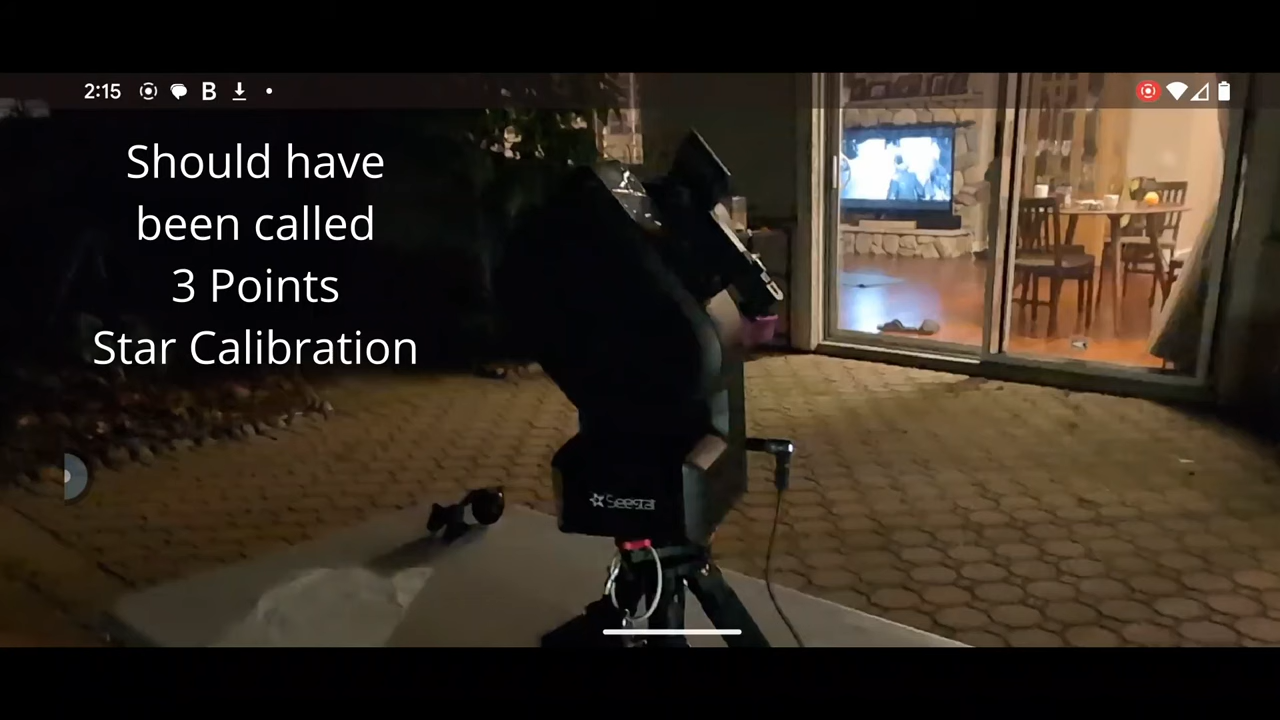 2:15 B
Should have
been called
3 Points
Star Calibration
Seestar